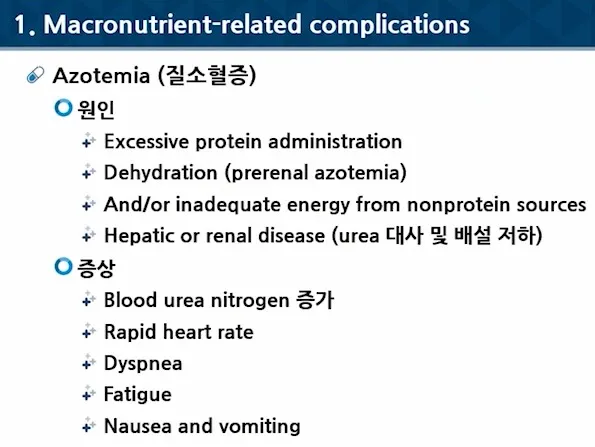 1. Macronutrient-related complications
Azotemia (질소혈증)
원인
Excessive protein administration
Dehydration (prerenal azotemia)
And/or inadequate energy from nonprotein sources
Hepatic or renal disease (urea 대사 및 배설 저하)
증상
Blood urea nitrogen 증가
Rapid heart rate
Dyspnea
Fatigue
Nausea and vomiting